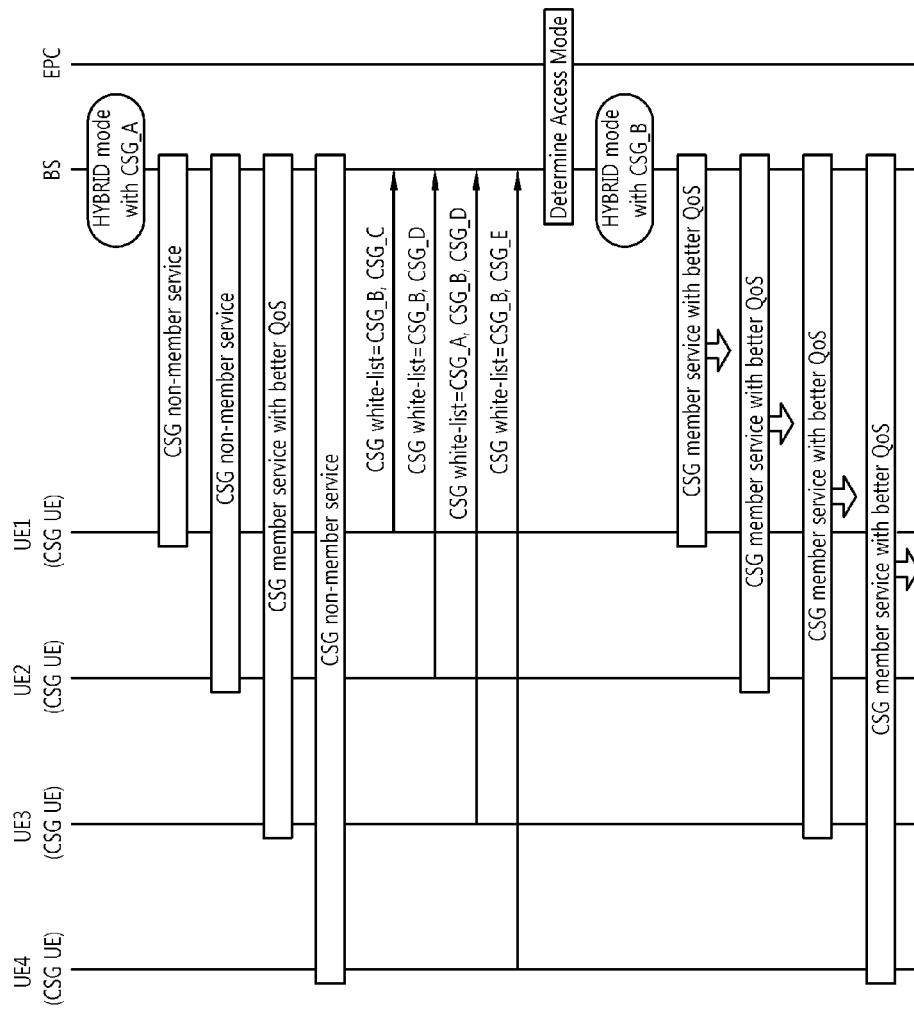 UE4
(CSG UE)
UE3
(CSG UE)
UE2
(CSG UE)
UE1
(CSG UE)
BS
EPC
HYBRID mode
with CSG_A
CSG non-member service
CSG non-member service
CSG member service with better QoS
CSG non-member service
CSG white-list=CSG_B, CSG_C
CSG white-list=CSG_B, CSG_D
CSG white-list=CSG_A, CSG_B, CSG_D
CSG white-list=CSG_B, CSG_E
Determine Access Mode
HYBRID mode
with CSG_B
CSG member service with better QoS
CSG member service with better QoS
CSG member service with better QoS
CSG member service with better QoS